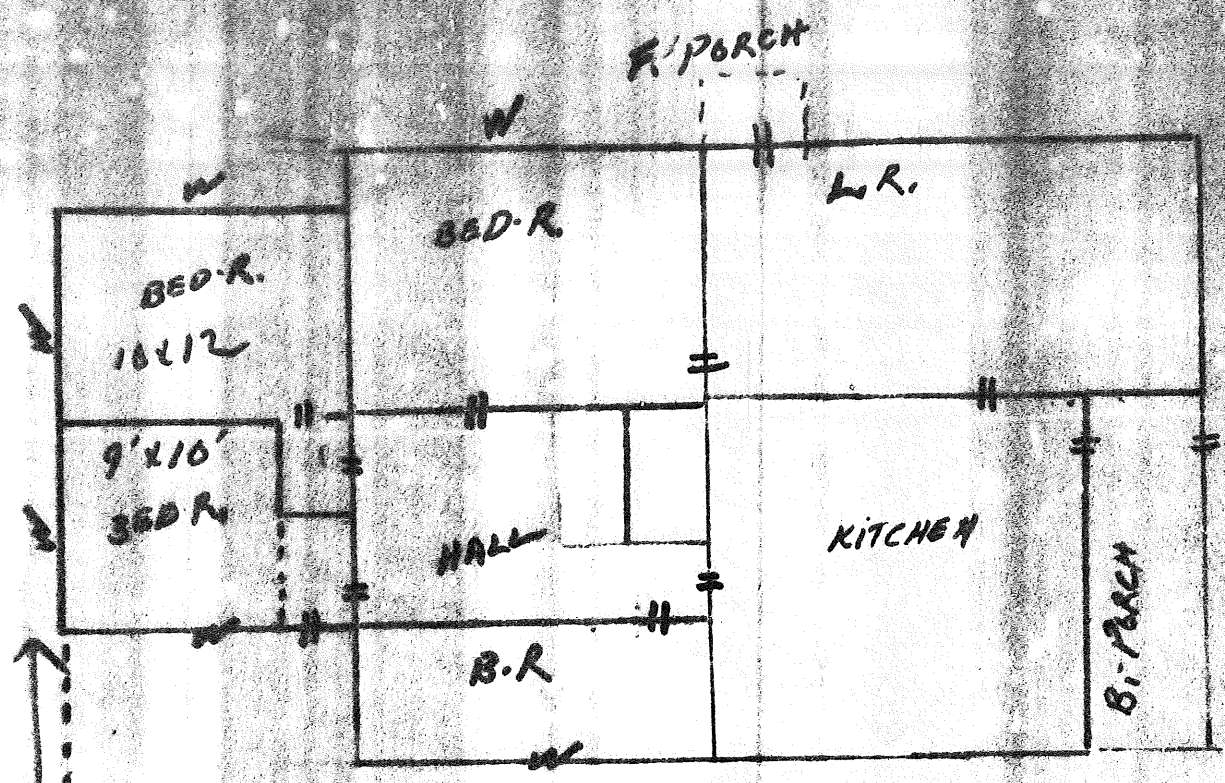 F. PORCH
W
W
L. R.
BED-R.
BED-R.
10X12
W
9'X10'
BED R.
W
HALL
KITCHEN
B-PORCH
W
B.R
W